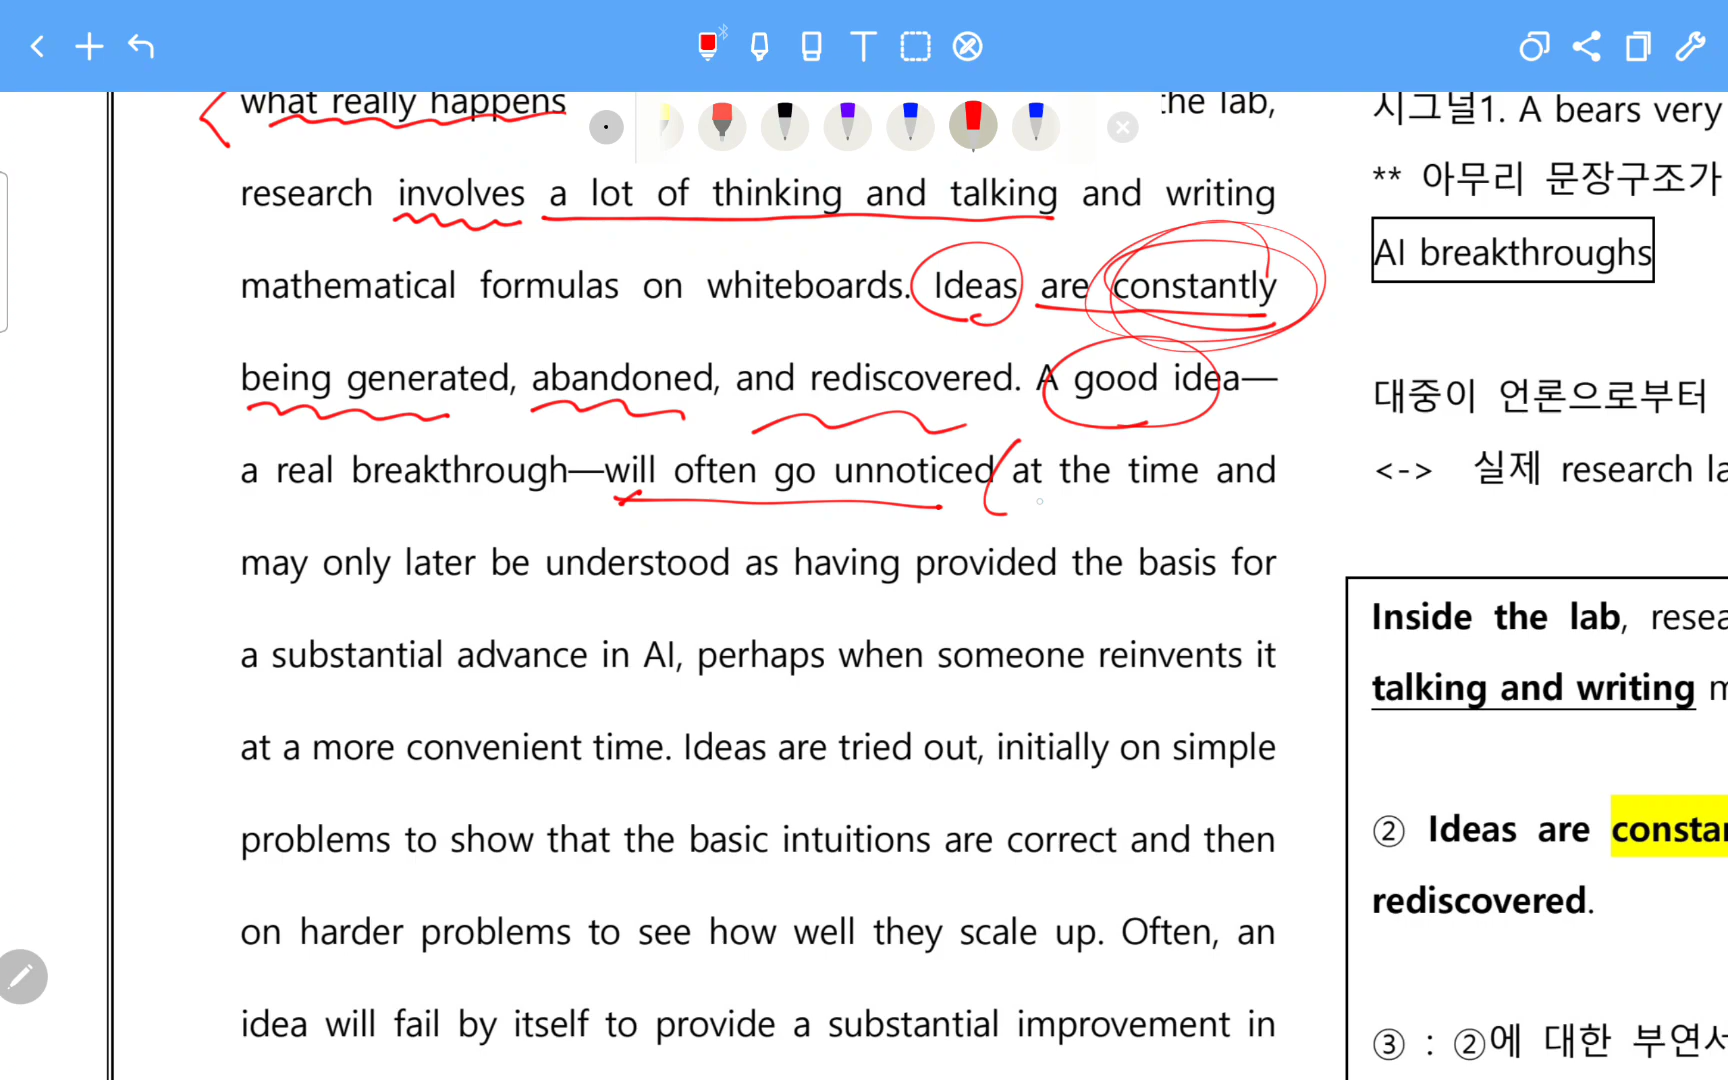 what really happens
the lab,
research involves a lot of thinking and talking and writing
mathematical formulas on whiteboards. Ideas are constantly
being generated, abandoned, and rediscovered. A good idea—
a real breakthrough—will often go unnoticed at the time and
may only later be understood as having provided the basis for
a substantial advance in AI, perhaps when someone reinvents it
at a more convenient time. Ideas are tried out, initially on simple
problems to show that the basic intuitions are correct and then
on harder problems to see how well they scale up. Often, an
idea will fail by itself to provide a substantial improvement in
시그널1. A bears very
** 아무리 문장구조가
AI breakthroughs
대중이 언론으로부터
<-> 실제 research la
Inside the lab, resea
talking and writing m
② Ideas are constan
rediscovered.
③ : ②에 대한 부연서